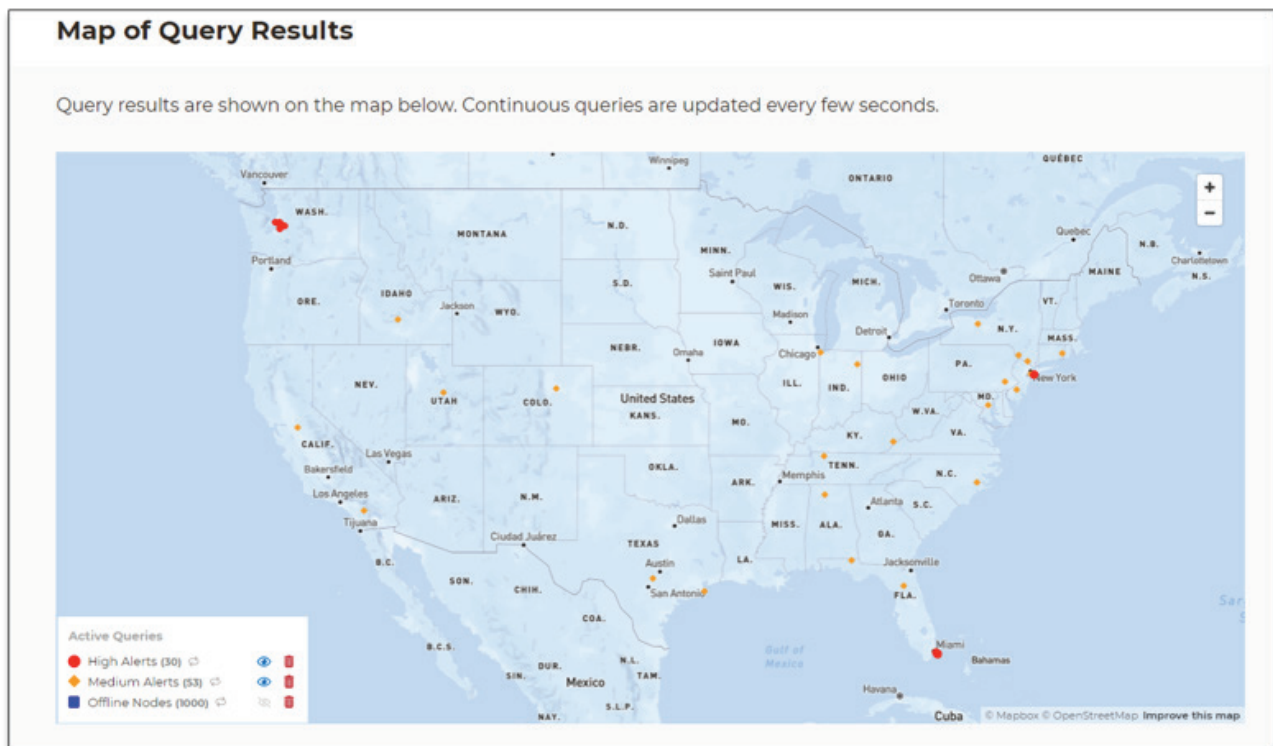 Map of Query Results
Query results are shown on the map below. Continuous queries are updated every few seconds.
Winnipeg
QUÉBEC
Vancouver
ONTARIO
+
−
WASH.
MONTANA
N.D.
MINN.
Quebec
N.B.
Charlottetown
Portland
Saint Paul
WIS.
MICH.
Ottawa
MAINE
N.S.
ORE.
IDAHO
Jackson
WYO.
S.D.
Madison
Toronto
VT.
Detroit
N.Y.
MASS.
NEBR.
Omaha
IOWA
Chicago
NEV.
UTAH
COLO.
United States
KANS.
ILL.
IND.
OHIO
PA.
New York
MO.
MD.
W.VA.
VA.
KY.
CALIF.
Las Vegas
Bakersfield
OKLA.
TENN.
N.C.
Los Angeles
ARIZ.
N.M.
ARK.
Memphis
Atlanta
S.C.
Tijuana
Dallas
MISS.
ALA.
GA.
Ciudad Juárez
TEXAS
B.C.
Austin
LA.
Jacksonville
SON.
CHIH.
San Antonio
FLA.
COA.
B.C.S.
Gulf of
Mexico
Miami
Bahamas
SIN.
DUR.
N.L.
TAM.
Mexico
Havana
S.L.P.
NAY.
Cuba
Active Queries
High Alerts (30)
Medium Alerts (53)
Offline Nodes (1000)
© Mapbox © OpenStreetMap Improve this map